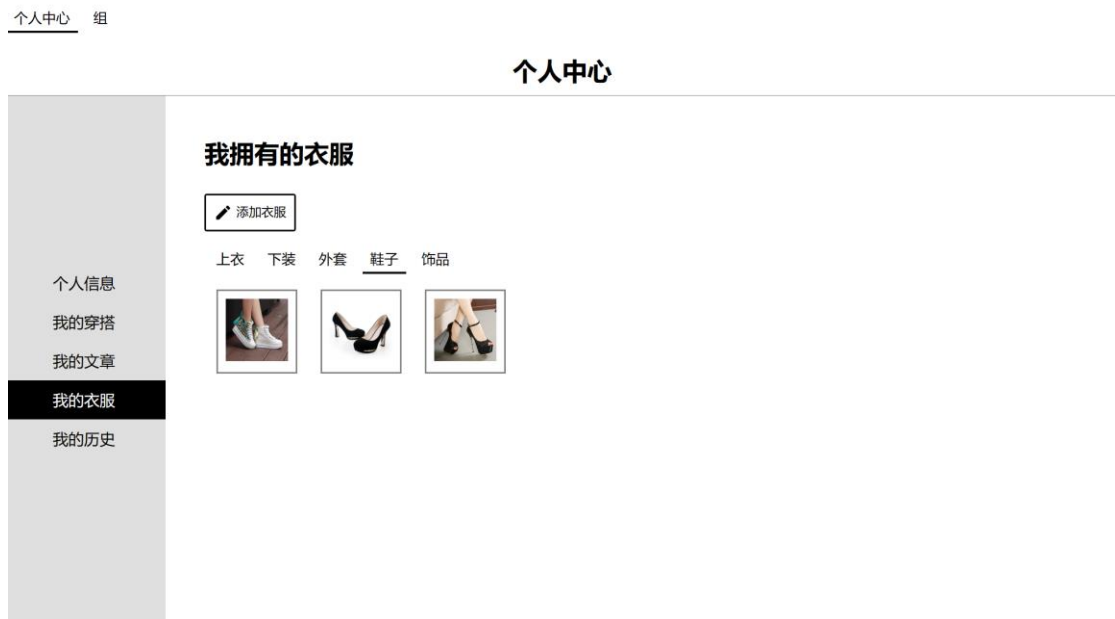 个人中心 组
个人中心
我拥有的衣服
添加衣服
上衣 下装 外套 鞋子 饰品
个人信息
我的穿搭
我的文章
我的衣服
我的历史